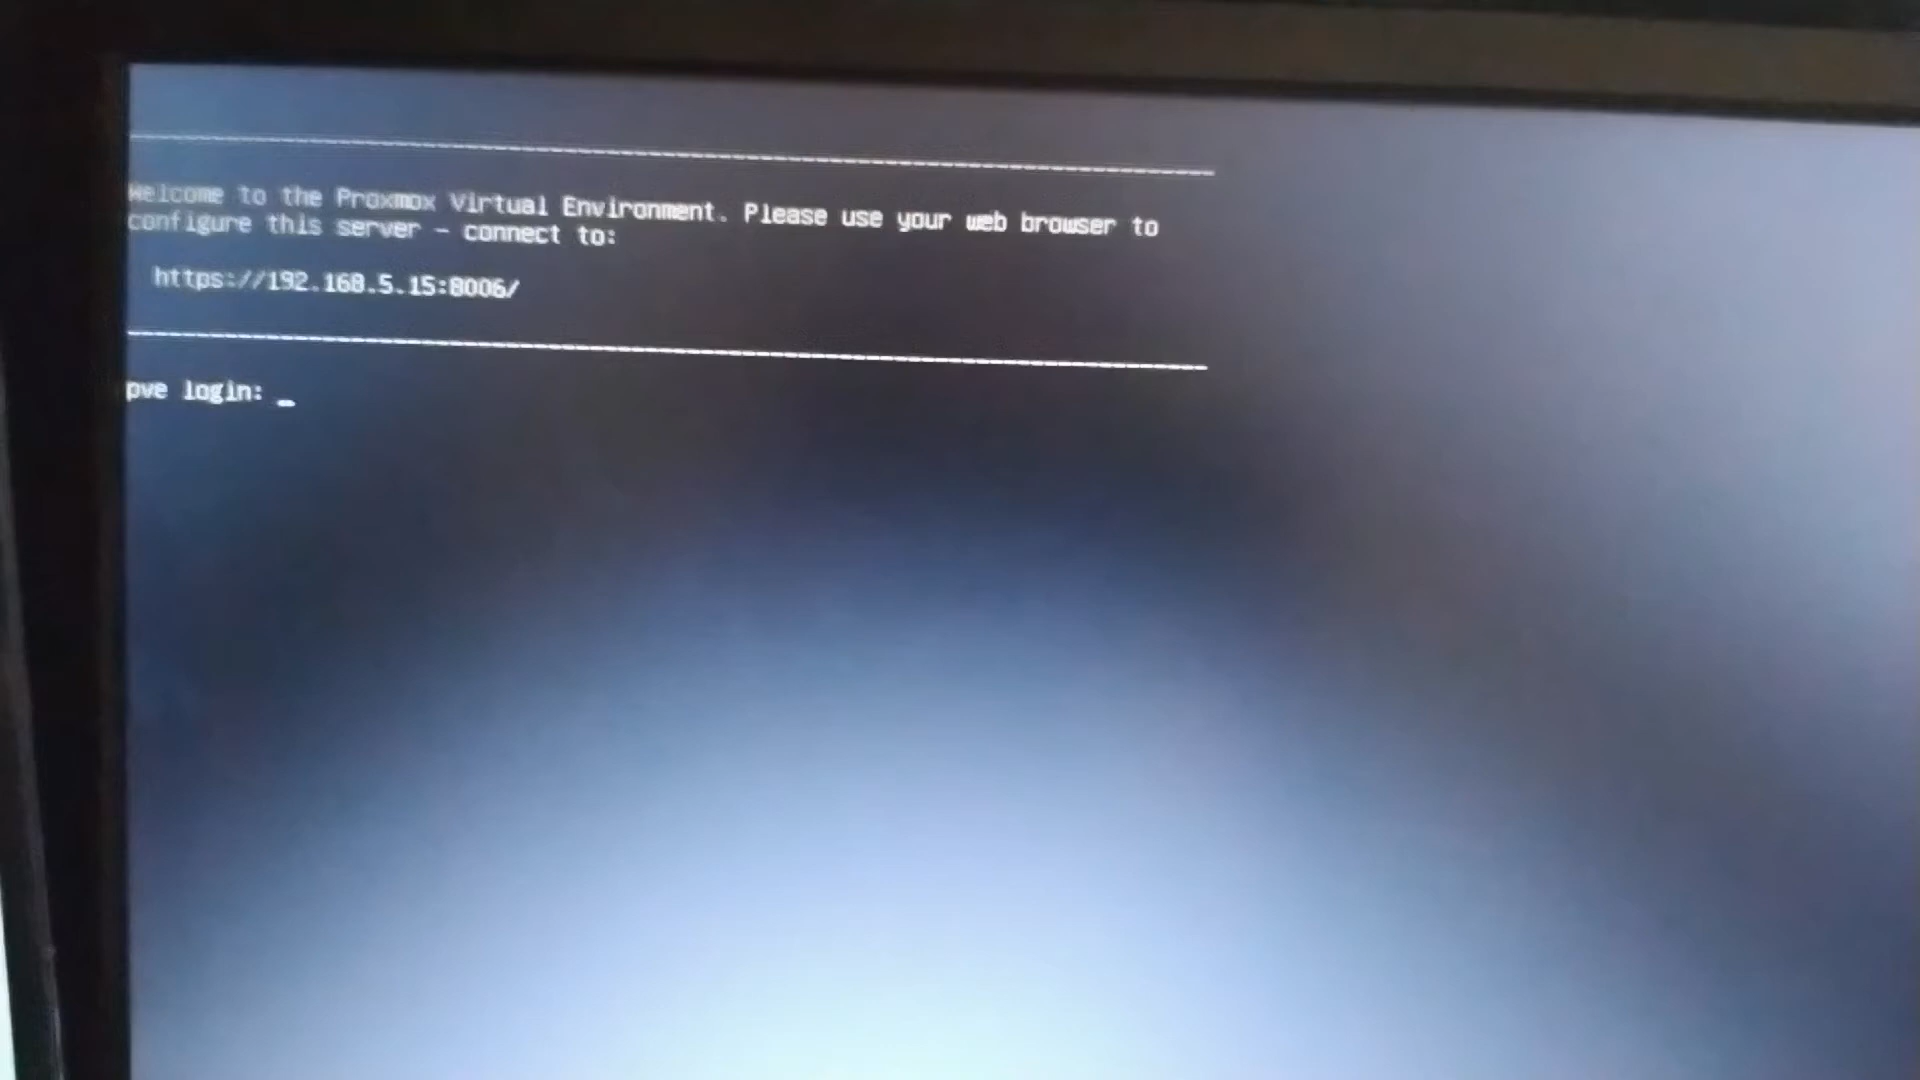 --------------------------------------------------------------------------------
Welcome to the Proxmox Virtual Environment. Please use your web browser to
configure this server - connect to:
https://192.168.5.15:8006/
--------------------------------------------------------------------------------
pve login: _